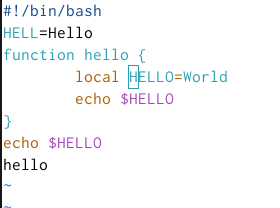 #!/bin/bash
HELL=Hello
function hello {
        local HELLO=World
        echo $HELLO
}
echo $HELLO
hello
~
~